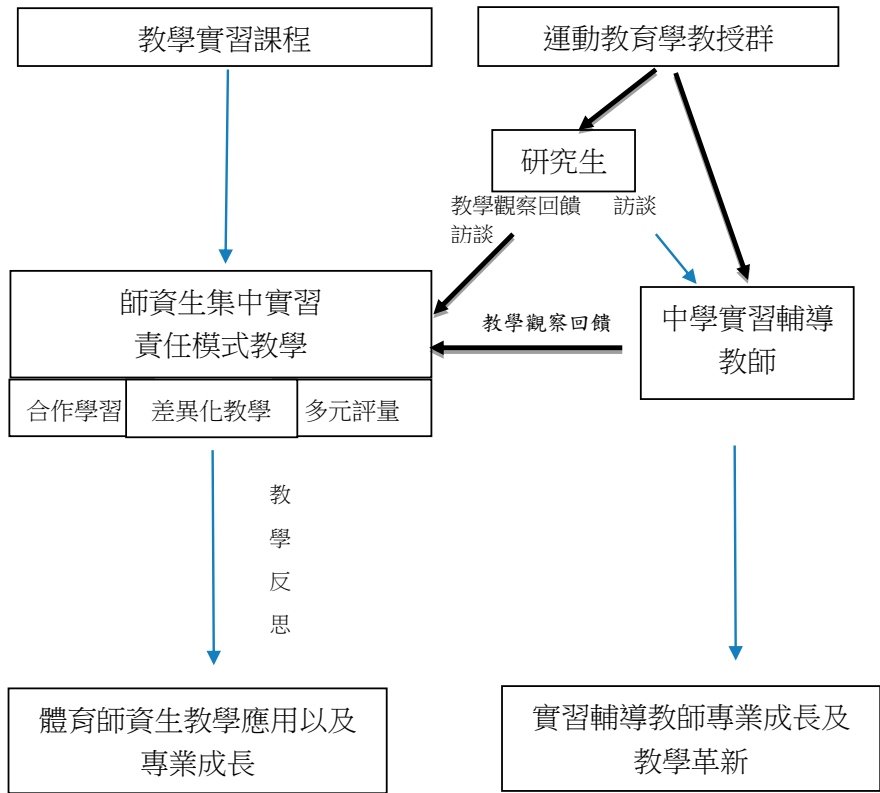 教學實習課程
運動教育學教授群
研究生
教學觀察回饋
訪談
訪談
師資生集中實習
責任模式教學
合作學習
差異化教學
多元評量
教學觀察回饋
中學實習輔導
教師
教
學
反
思
體育師資生教學應用以及
專業成長
實習輔導教師專業成長及
教學革新